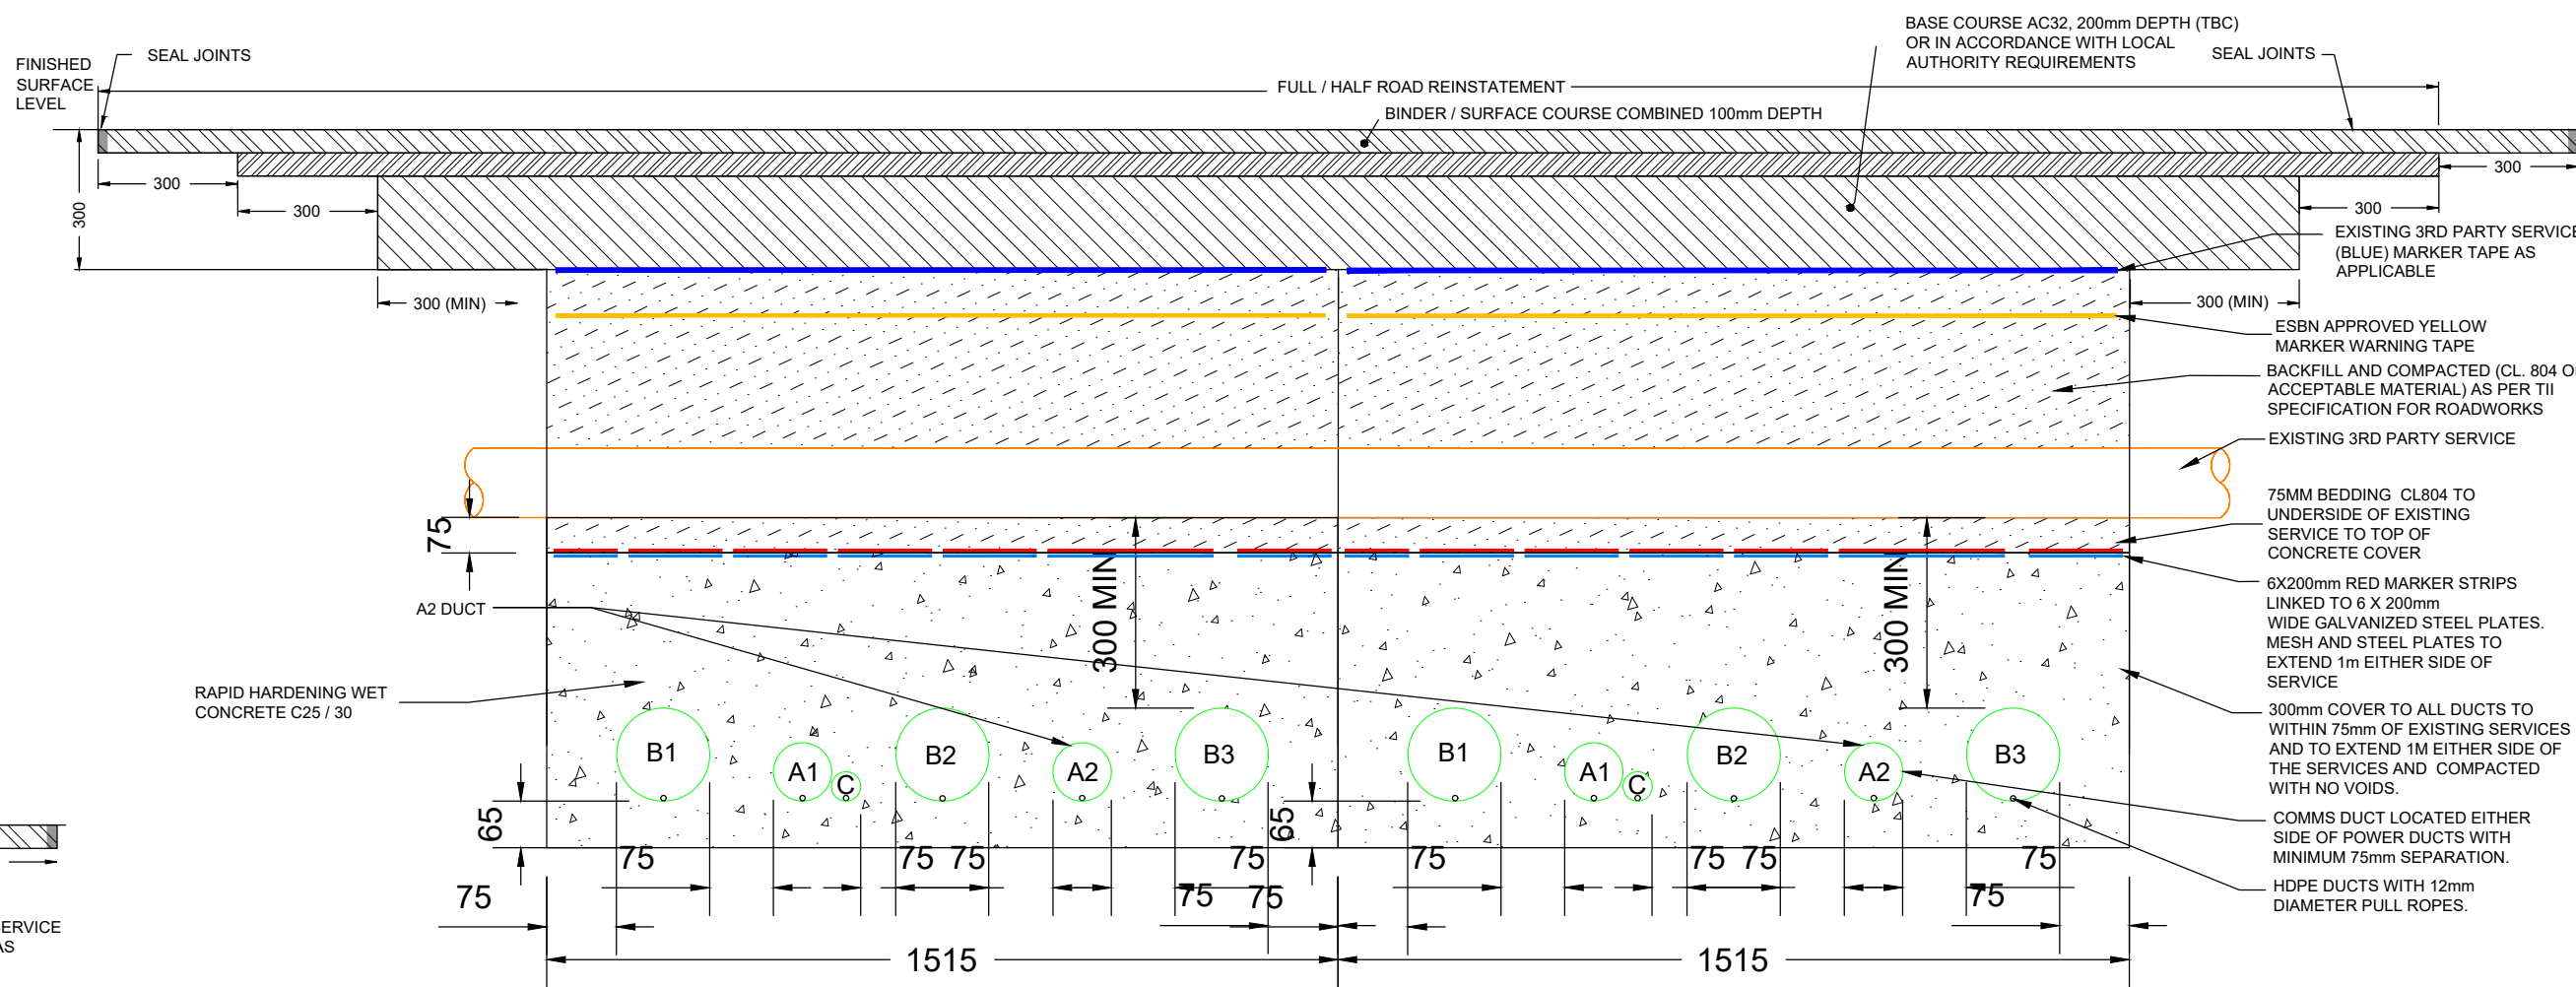 BASE COURSE AC32, 200mm DEPTH (TBC)
OR IN ACCORDANCE WITH LOCAL
AUTHORITY REQUIREMENTS
SEAL JOINTS
SEAL JOINTS
FINISHED
SURFACE
LEVEL
FULL / HALF ROAD REINSTATEMENT
BINDER / SURFACE COURSE COMBINED 100mm DEPTH
300
300
300
300
300
300 (MIN)
300 (MIN)
EXISTING 3RD PARTY SERVICE
(BLUE) MARKER TAPE AS
APPLICABLE
ESBN APPROVED YELLOW
MARKER WARNING TAPE
BACKFILL AND COMPACTED (CL. 804 OR
ACCEPTABLE MATERIAL) AS PER TII
SPECIFICATION FOR ROADWORKS
EXISTING 3RD PARTY SERVICE
75MM BEDDING CL804 TO
UNDERSIDE OF EXISTING
SERVICE TO TOP OF
CONCRETE COVER
75
300 MIN
300 MIN
6X200mm RED MARKER STRIPS
LINKED TO 6 X 200mm
WIDE GALVANIZED STEEL PLATES.
MESH AND STEEL PLATES TO
EXTEND 1m EITHER SIDE OF
SERVICE
A2 DUCT
RAPID HARDENING WET
CONCRETE C25 / 30
300mm COVER TO ALL DUCTS TO
WITHIN 75mm OF EXISTING SERVICES
AND TO EXTEND 1M EITHER SIDE OF
THE SERVICES AND COMPACTED
WITH NO VOIDS.
B1 A1 C B2 A2 B3 B1 A1 C B2 A2 B3
COMMS DUCT LOCATED EITHER
SIDE OF POWER DUCTS WITH
MINIMUM 75mm SEPARATION.
HDPE DUCTS WITH 12mm
DIAMETER PULL ROPES.
65 65
75 75 75 75 75 75 75 75
75 75 75 75
1515 1515
SERVICE
AS